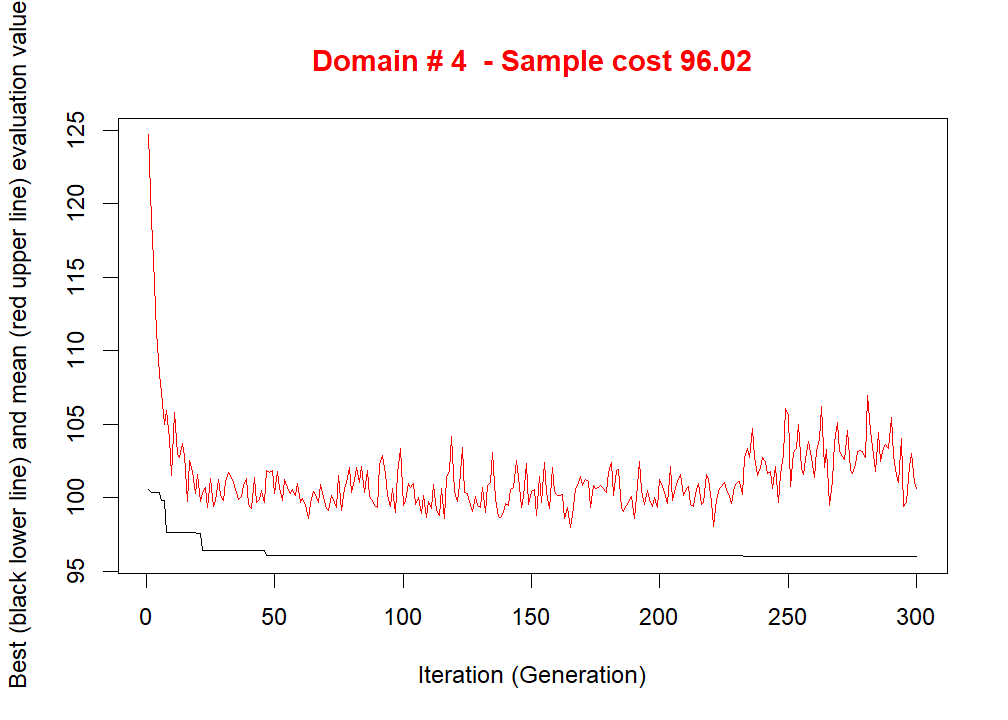 Domain # 4  - Sample cost 96.02
Best (black lower line) and mean (red upper line) evaluation value
125
120
115
110
105
100
95
0 50 100 150 200 250 300
Iteration (Generation)